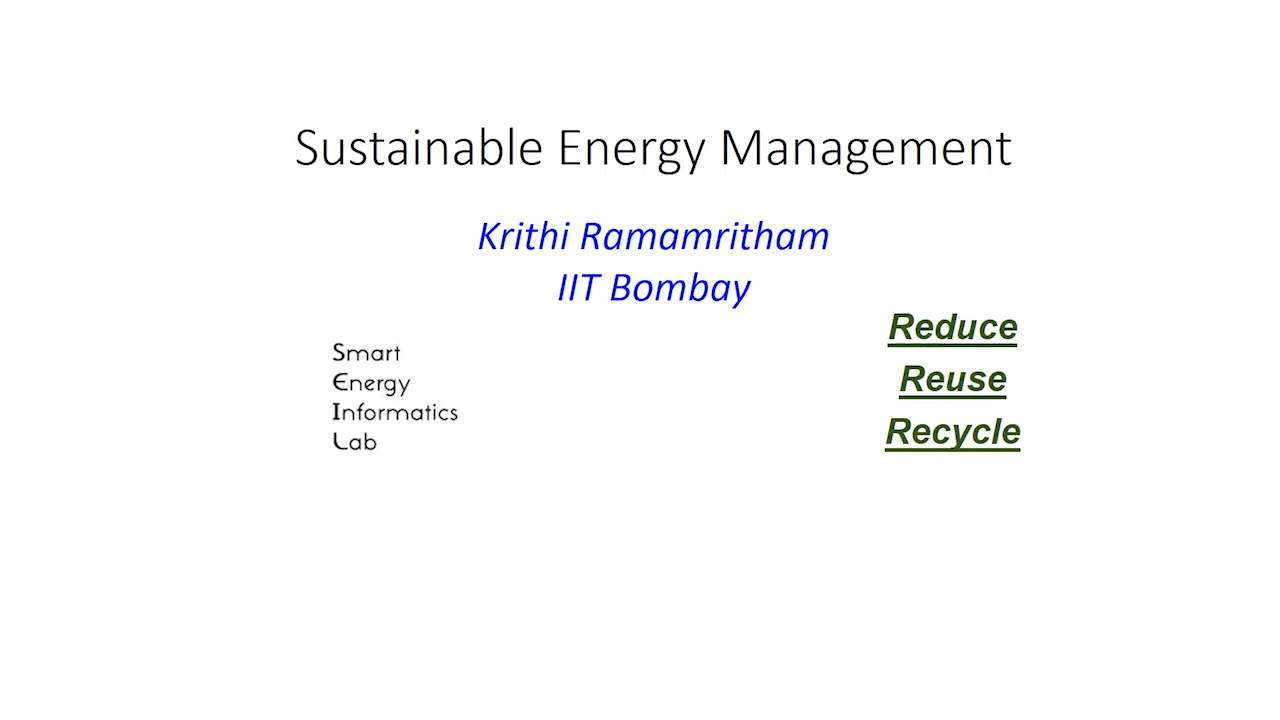 Sustainable Energy Management
Krithi Ramamritham
IIT Bombay
Smart
Energy
Informatics
Lab
Reduce
Reuse
Recycle